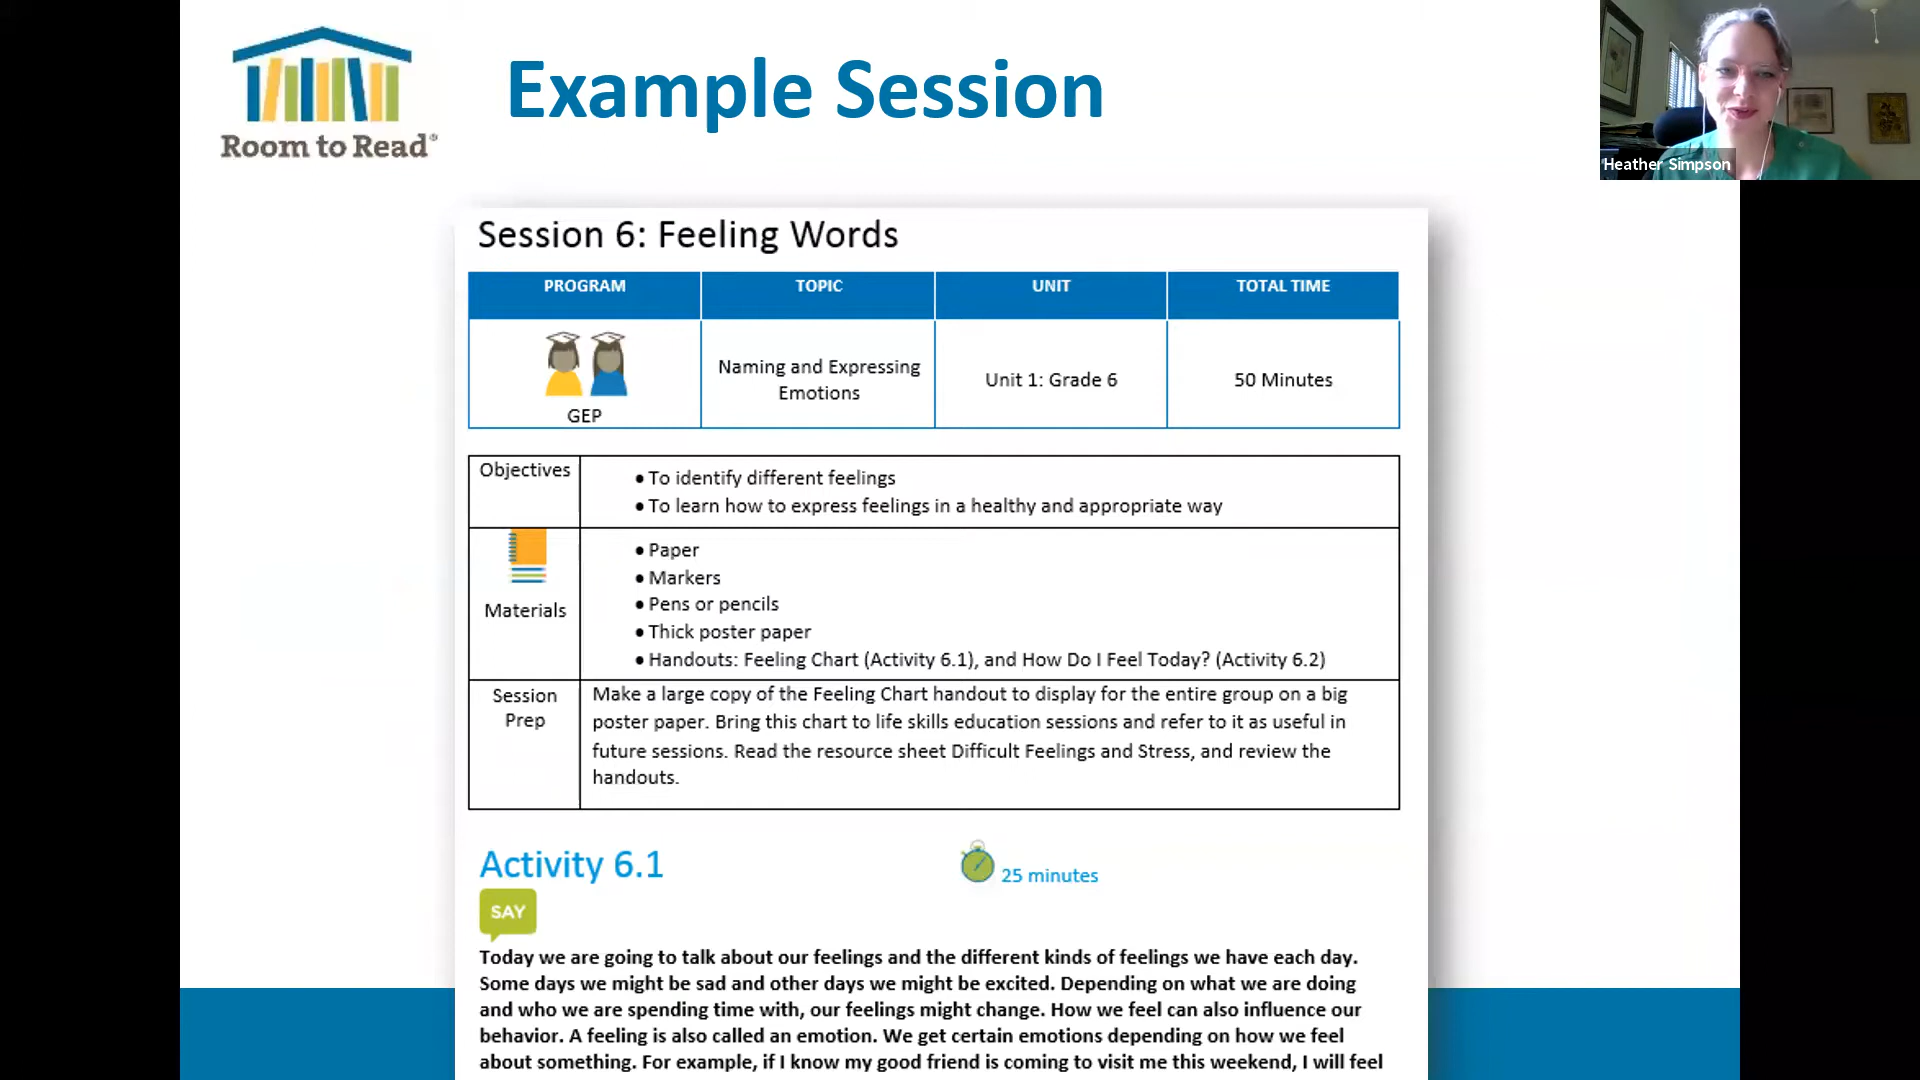 Room to Read®
Example Session
Heather Simpson
Session 6: Feeling Words
PROGRAM TOPIC UNIT TOTAL TIME
GEP
Naming and Expressing
Emotions
Unit 1: Grade 6
50 Minutes
Objectives
• To identify different feelings
• To learn how to express feelings in a healthy and appropriate way
Materials
• Paper
• Markers
• Pens or pencils
• Thick poster paper
• Handouts: Feeling Chart (Activity 6.1), and How Do I Feel Today? (Activity 6.2)
Session
Prep
Make a large copy of the Feeling Chart handout to display for the entire group on a big
poster paper. Bring this chart to life skills education sessions and refer to it as useful in
future sessions. Read the resource sheet Difficult Feelings and Stress, and review the
handouts.
Activity 6.1
25 minutes
SAY
Today we are going to talk about our feelings and the different kinds of feelings we have each day.
Some days we might be sad and other days we might be excited. Depending on what we are doing
and who we are spending time with, our feelings might change. How we feel can also influence our
behavior. A feeling is also called an emotion. We get certain emotions depending on how we feel
about something. For example, if I know my good friend is coming to visit me this weekend, I will feel